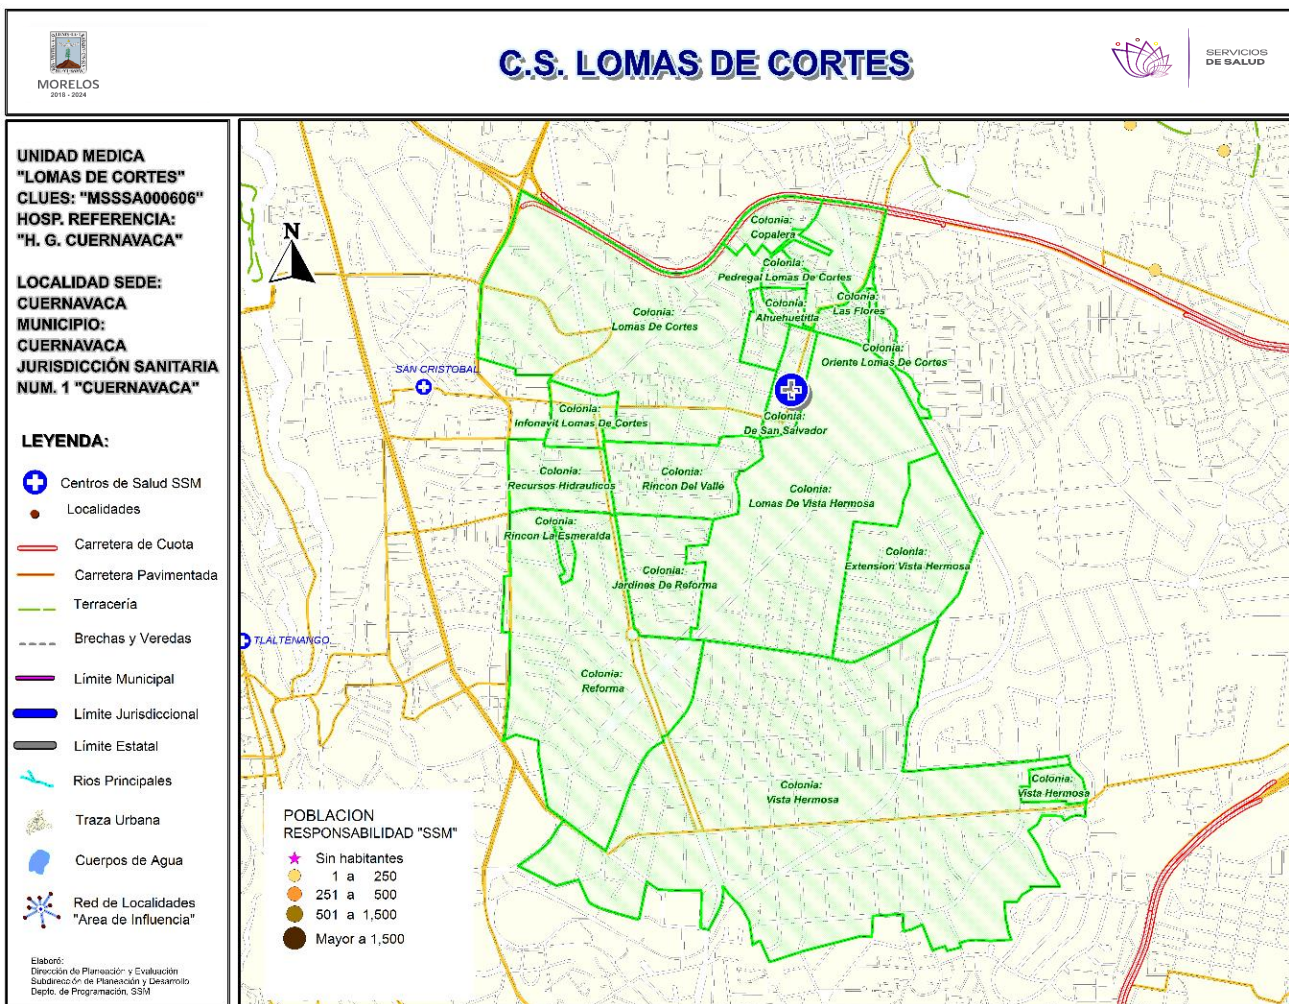 MORELOS
2018 - 2024
C.S. LOMAS DE CORTES
SERVICIOS
DE SALUD
UNIDAD MEDICA
"LOMAS DE CORTES"
CLUES: "MSSSA000606"
HOSP. REFERENCIA:
"H. G. CUERNAVACA"
LOCALIDAD SEDE:
CUERNAVACA
MUNICIPIO:
CUERNAVACA
JURISDICCIÓN SANITARIA
NUM. 1 "CUERNAVACA"
LEYENDA:
Centros de Salud SSM
Localidades
Carretera de Cuota
Carretera Pavimentada
Terracería
Brechas y Veredas
Límite Municipal
Límite Jurisdiccional
Límite Estatal
Rios Principales
Traza Urbana
Cuerpos de Agua
Red de Localidades
"Area de Influencia"
Elaboró:
Dirección de Planeación y Evaluación
Subdirección de Planeación y Desarrollo
Depto. de Programación, SSM
N
Colonia:
Copalera
Colonia:
Pedregal Lomas De Cortes
Colonia:
Ahuehuetitla
Colonia:
Las Flores
Colonia:
Lomas De Cortes
Colonia:
Oriente Lomas De Cortes
SAN CRISTOBAL
Colonia:
Infonavit Lomas De Cortes
Colonia:
De San Salvador
Colonia:
Recursos Hidraulicos
Colonia:
Rincon Del Valle
Colonia:
Lomas De Vista Hermosa
Colonia:
Rincon La Esmeralda
Colonia:
Extension Vista Hermosa
Colonia:
Jardines De Reforma
TLALTENANGO
Colonia:
Reforma
Colonia:
Vista Hermosa
Colonia:
Vista Hermosa
POBLACION
RESPONSABILIDAD "SSM"
Sin habitantes
1 a 250
251 a 500
501 a 1,500
Mayor a 1,500